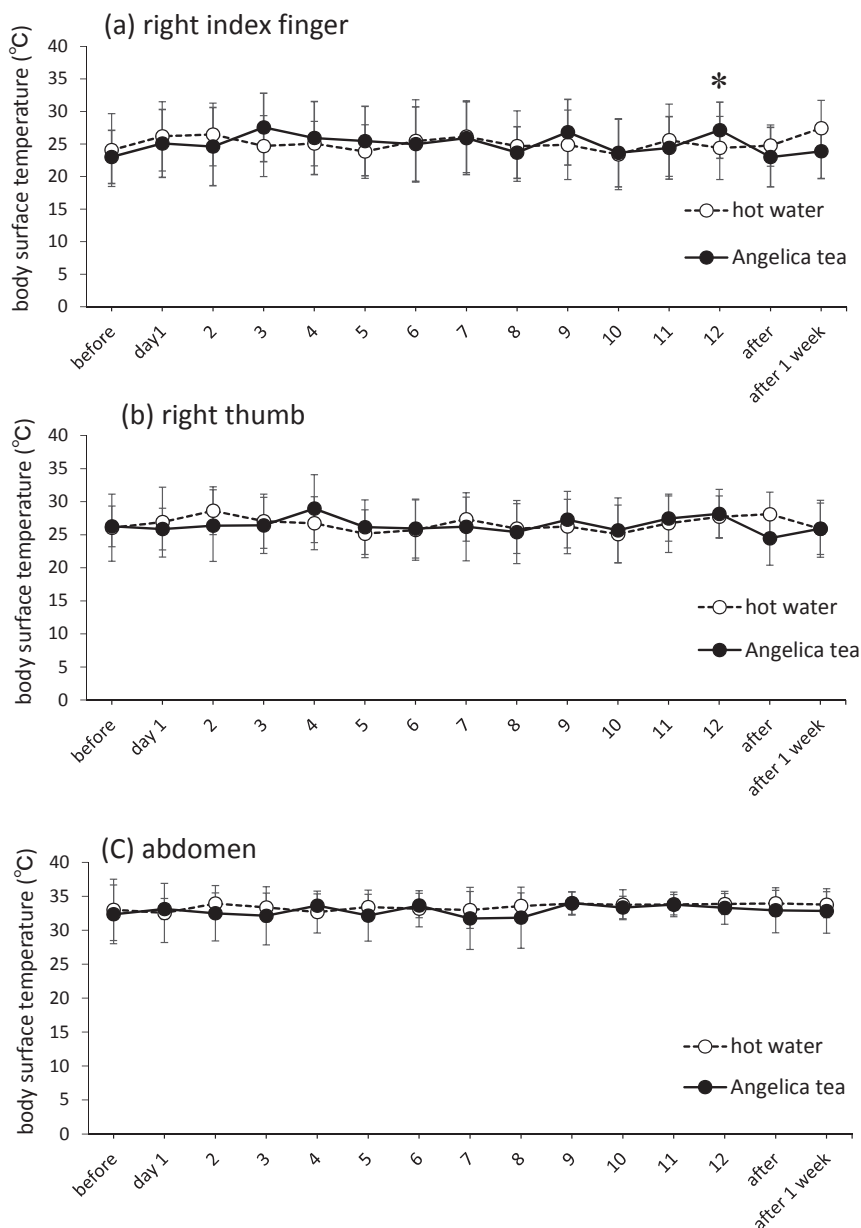 (a) right index finger
body surface temperature (℃)
40
35
30
25
20
15
10
5
0
*
hot water
Angelica tea
before
day1
2
3
4
5
6
7
8
9
10
11
12
after
after 1 week
(b) right thumb
body surface temperature (℃)
40
35
30
25
20
15
10
5
0
hot water
Angelica tea
before
day 1
2
3
4
5
6
7
8
9
10
11
12
after
after 1 week
(C) abdomen
body surface temperature (℃)
40
35
30
25
20
15
10
5
0
hot water
Angelica tea
before
day 1
2
3
4
5
6
7
8
9
10
11
12
after
after 1 week